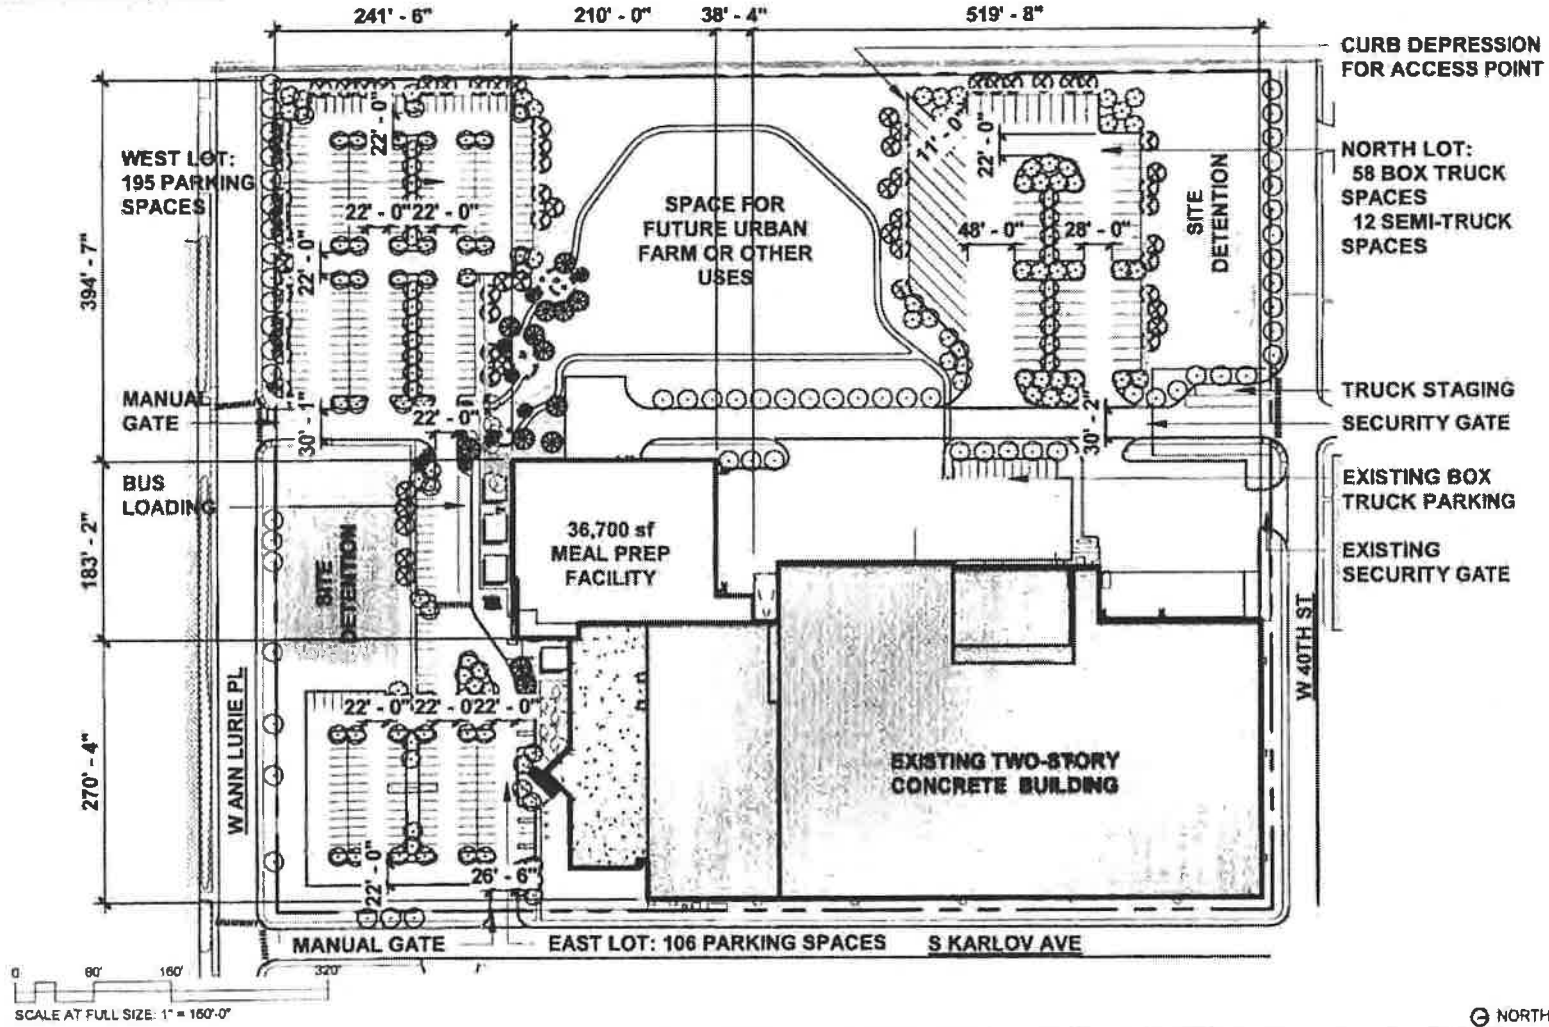 241' - 6"
210' - 0"
38' - 4"
519' - 8"
CURB DEPRESSION
FOR ACCESS POINT
22' - 0"
11' - 0"
22' - 0"
WEST LOT:
195 PARKING
SPACES
NORTH LOT:
58 BOX TRUCK
SPACES
12 SEMI-TRUCK
SPACES
22' - 0"
22' - 0"
SPACE FOR
FUTURE URBAN
FARM OR OTHER
USES
48' - 0"
28' - 0"
SITE
DETENTION
394' - 7"
22' - 0"
MANUAL
GATE
30' - 1"
22' - 0"
30' - 2"
TRUCK STAGING
SECURITY GATE
BUS
LOADING
36,700 sf
MEAL PREP
FACILITY
EXISTING BOX
TRUCK PARKING
183' - 2"
SITE
DETENTION
EXISTING
SECURITY GATE
W 40TH ST
W ANN LURIE PL
22' - 0"
22' - 0
22' - 0"
270' - 4"
EXISTING TWO-STORY
CONCRETE BUILDING
22' - 0"
26' - 6"
MANUAL GATE
EAST LOT: 106 PARKING SPACES
S KARLOV AVE
0
80'
160'
320'
SCALE AT FULL SIZE: 1" = 160'-0"
NORTH